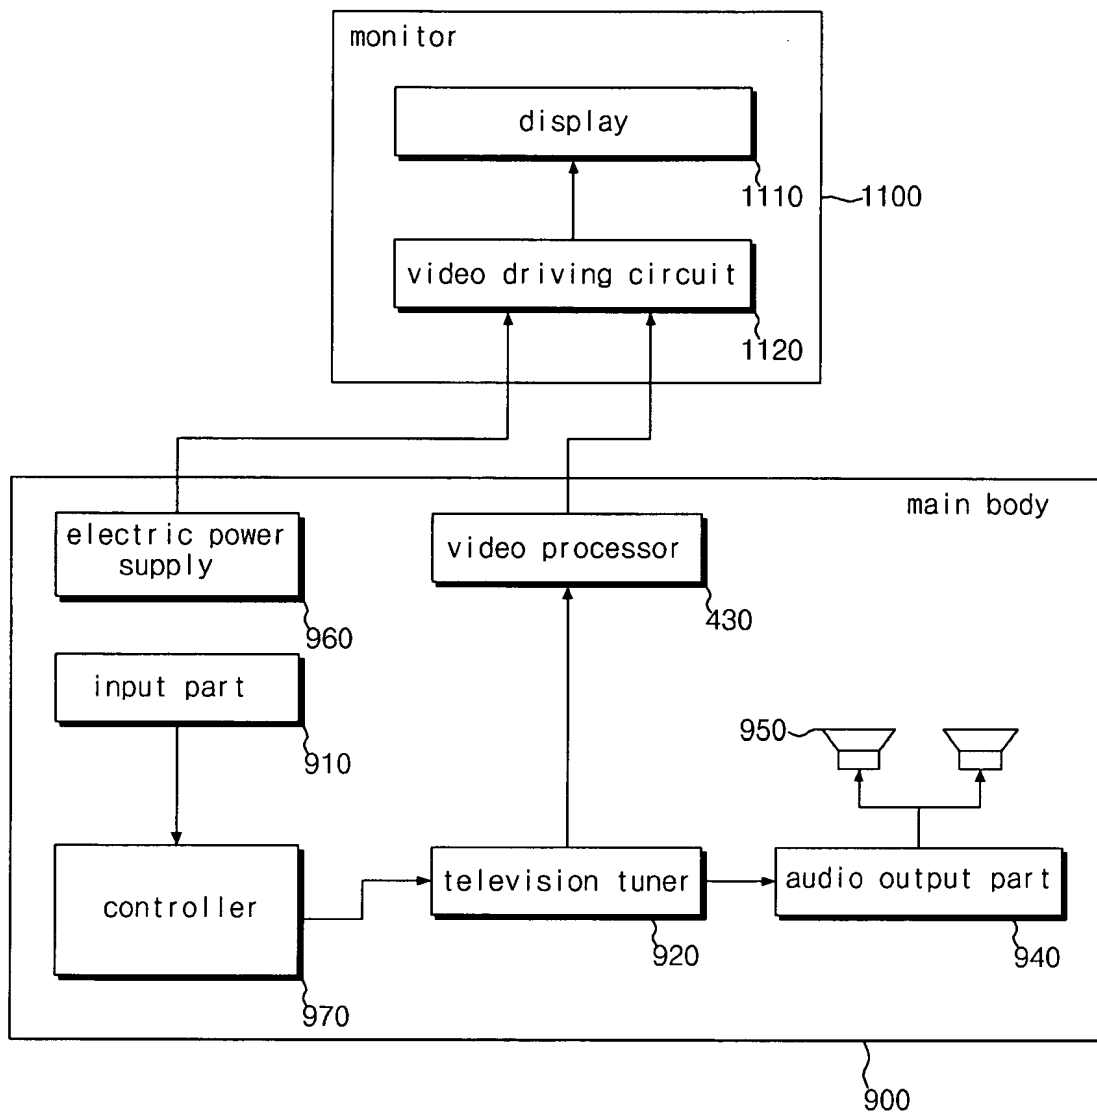 monitor
display
1110
1100
video driving circuit
1120
main body
electric power
supply
960
video processor
430
input part
910
950
controller
970
television tuner
920
audio output part
940
900